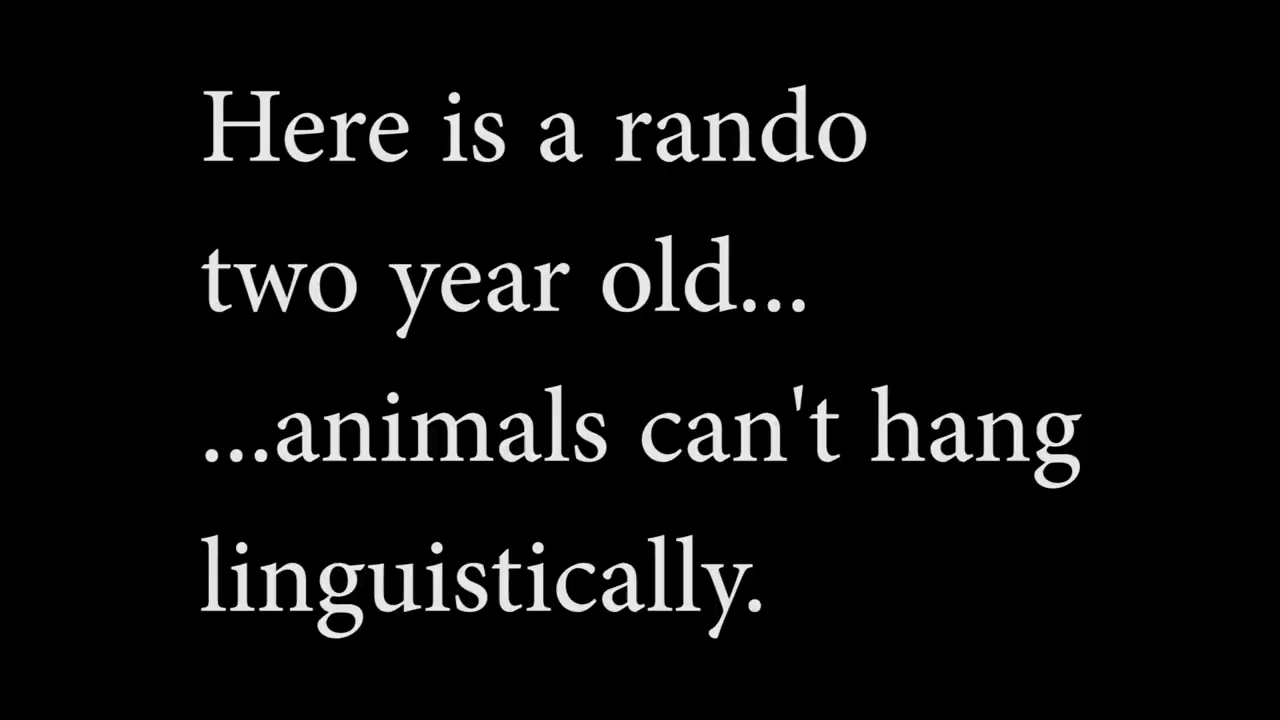 Here is a rando
two year old...
...animals can't hang
linguistically.